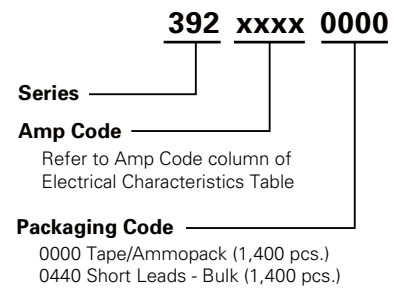 392 xxxx 0000
Series
Amp Code
Refer to Amp Code column of
Electrical Characteristics Table
Packaging Code
0000 Tape/Ammopack (1,400 pcs.)
0440 Short Leads - Bulk (1,400 pcs.)